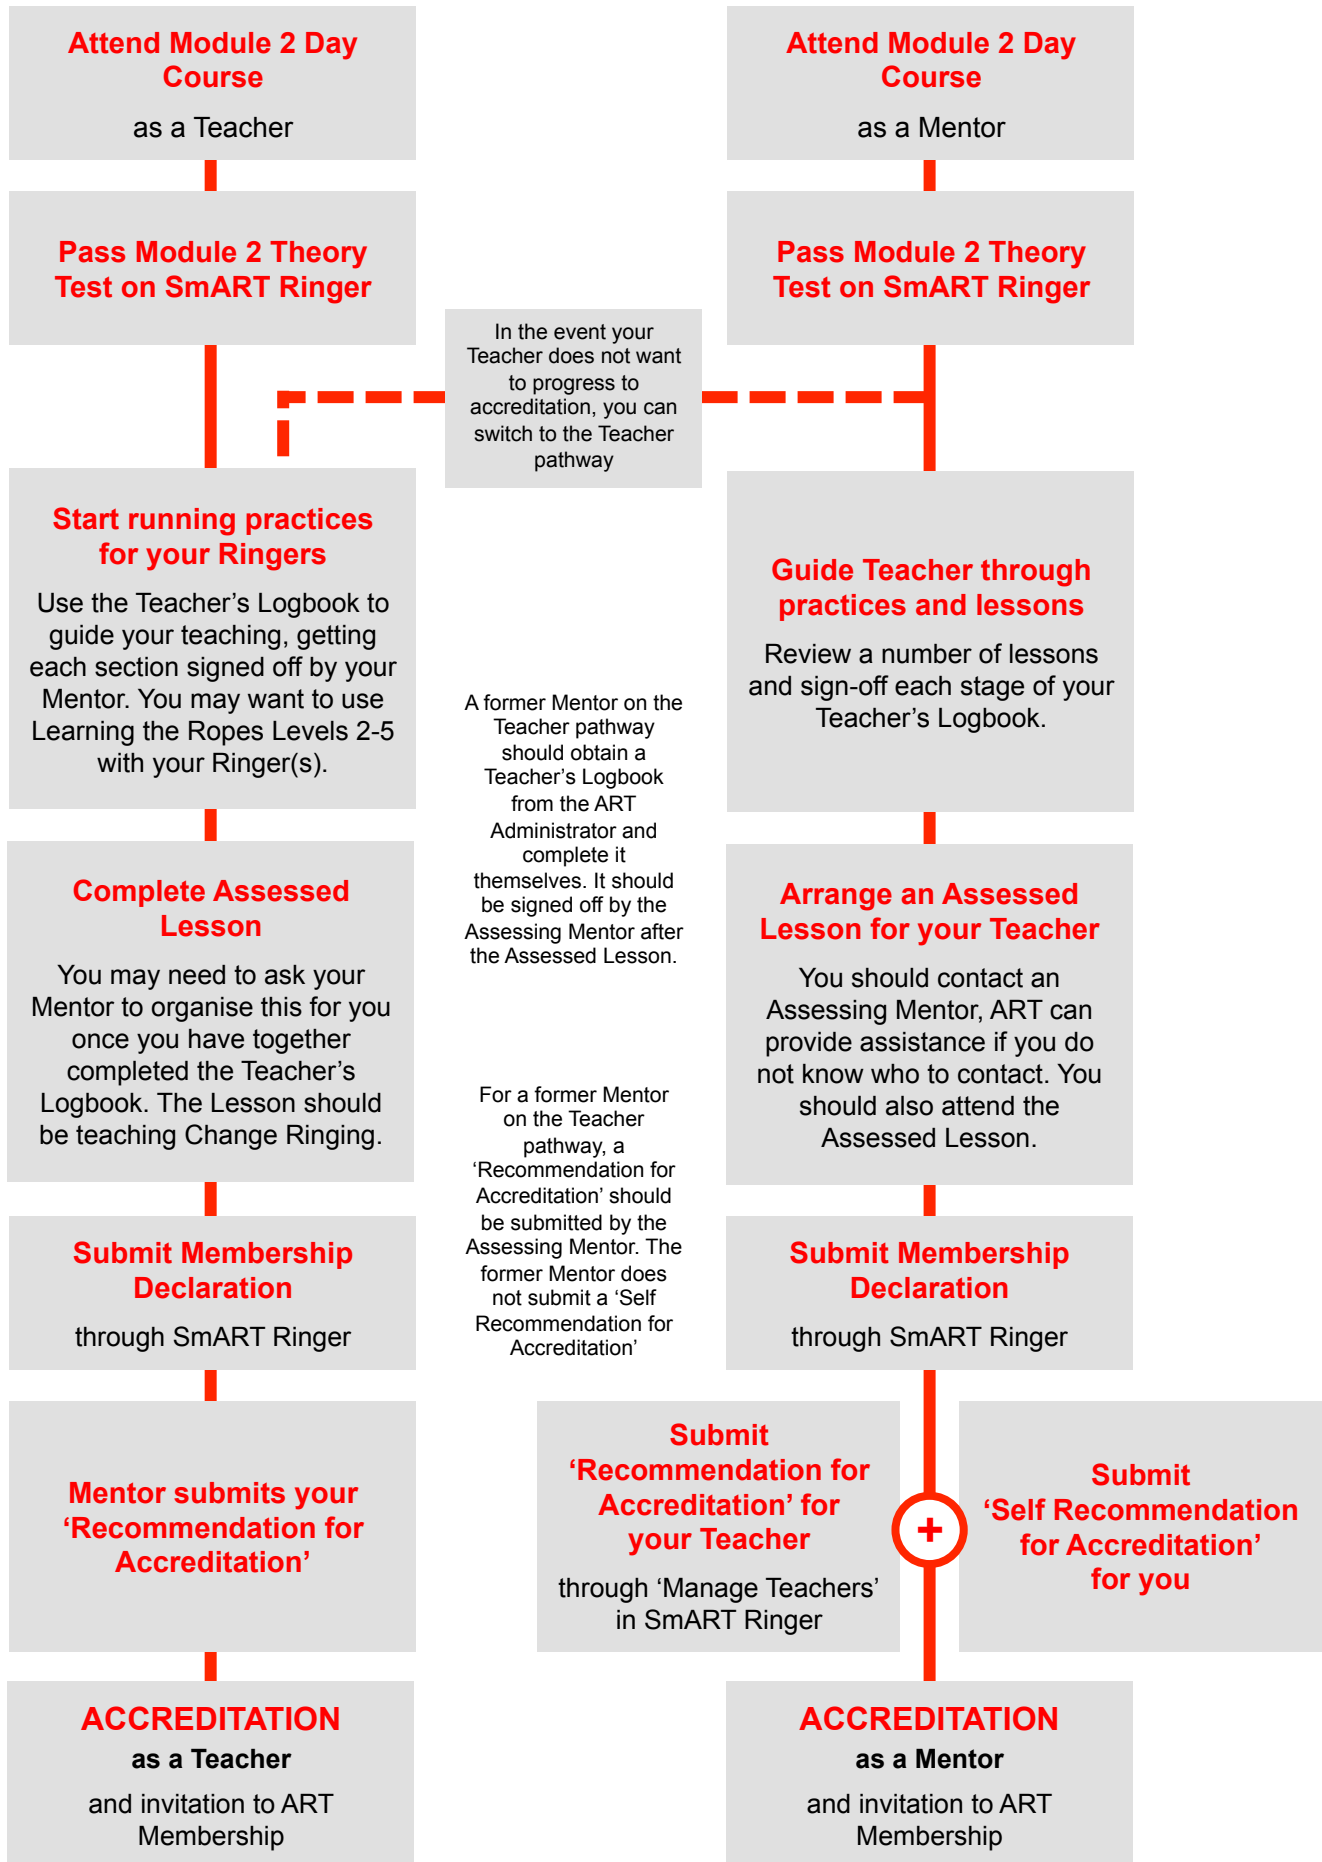 Attend Module 2 Day
Course
as a Teacher
Attend Module 2 Day
Course
as a Mentor
Pass Module 2 Theory
Test on SmART Ringer
Pass Module 2 Theory
Test on SmART Ringer
In the event your
Teacher does not want
to progress to
accreditation, you can
switch to the Teacher
pathway
Start running practices
for your Ringers
Use the Teacher’s Logbook to
guide your teaching, getting
each section signed off by your
Mentor. You may want to use
Learning the Ropes Levels 2-5
with your Ringer(s).
Guide Teacher through
practices and lessons
Review a number of lessons
and sign-off each stage of your
Teacher’s Logbook.
A former Mentor on the
Teacher pathway
should obtain a
Teacher’s Logbook
from the ART
Administrator and
complete it
themselves. It should
be signed off by the
Assessing Mentor after
the Assessed Lesson.
Complete Assessed
Lesson
You may need to ask your
Mentor to organise this for you
once you have together
completed the Teacher’s
Logbook. The Lesson should
be teaching Change Ringing.
Arrange an Assessed
Lesson for your Teacher
You should contact an
Assessing Mentor, ART can
provide assistance if you do
not know who to contact. You
should also attend the
Assessed Lesson.
For a former Mentor
on the Teacher
pathway, a
‘Recommendation for
Accreditation’ should
be submitted by the
Assessing Mentor. The
former Mentor does
not submit a ‘Self
Recommendation for
Accreditation’
Submit Membership
Declaration
through SmART Ringer
Submit Membership
Declaration
through SmART Ringer
Mentor submits your
‘Recommendation for
Accreditation’
Submit
‘Recommendation for
Accreditation’ for
your Teacher
through ‘Manage Teachers’
in SmART Ringer
+
Submit
‘Self Recommendation
for Accreditation’
for you
ACCREDITATION
as a Teacher
and invitation to ART
Membership
ACCREDITATION
as a Mentor
and invitation to ART
Membership